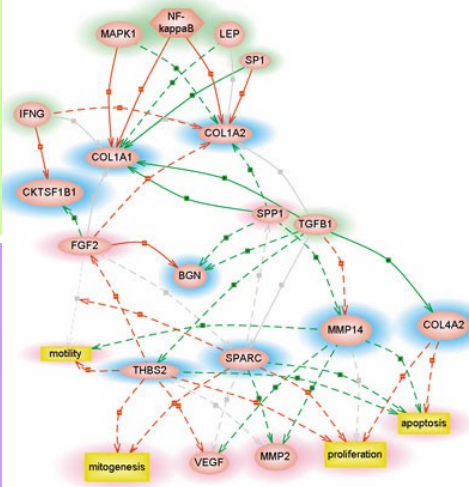 NF-
kappaB
MAPK1
LEP
SP1
IFNG
COL1A2
COL1A1
CKTSF1B1
SPP1
TGFB1
FGF2
BGN
MMP14
COL4A2
motility
THBS2
SPARC
apoptosis
mitogenesis
VEGF
MMP2
proliferation